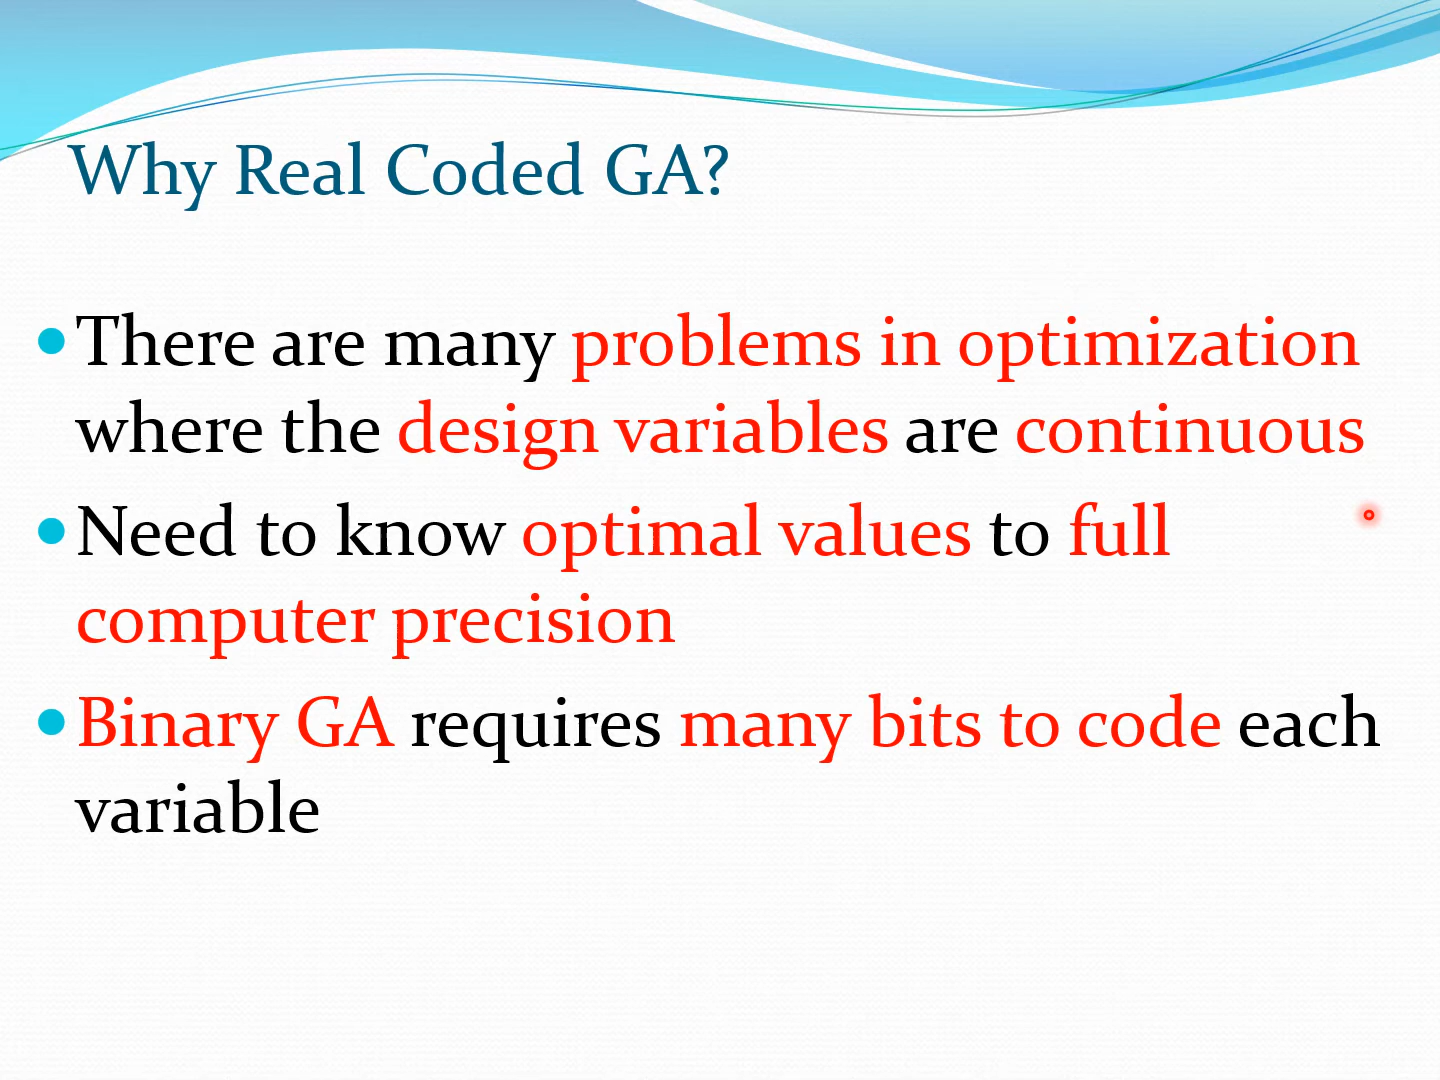 Why Real Coded GA?
• There are many problems in optimization
where the design variables are continuous
• Need to know optimal values to full
computer precision
• Binary GA requires many bits to code each
variable